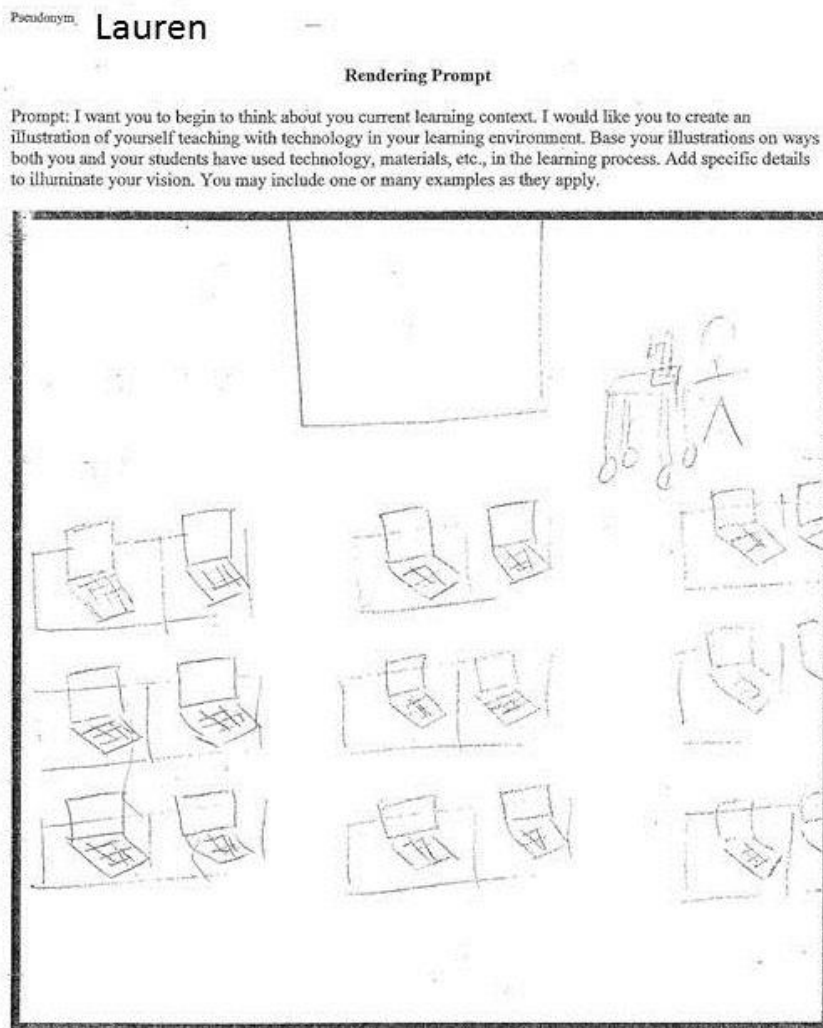 Pseudonym Lauren
Rendering Prompt
Prompt: I want you to begin to think about you current learning context. I would like you to create an
illustration of yourself teaching with technology in your learning environment. Base your illustrations on ways
both you and your students have used technology, materials, etc., in the learning process. Add specific details
to illuminate your vision. You may include one or many examples as they apply.